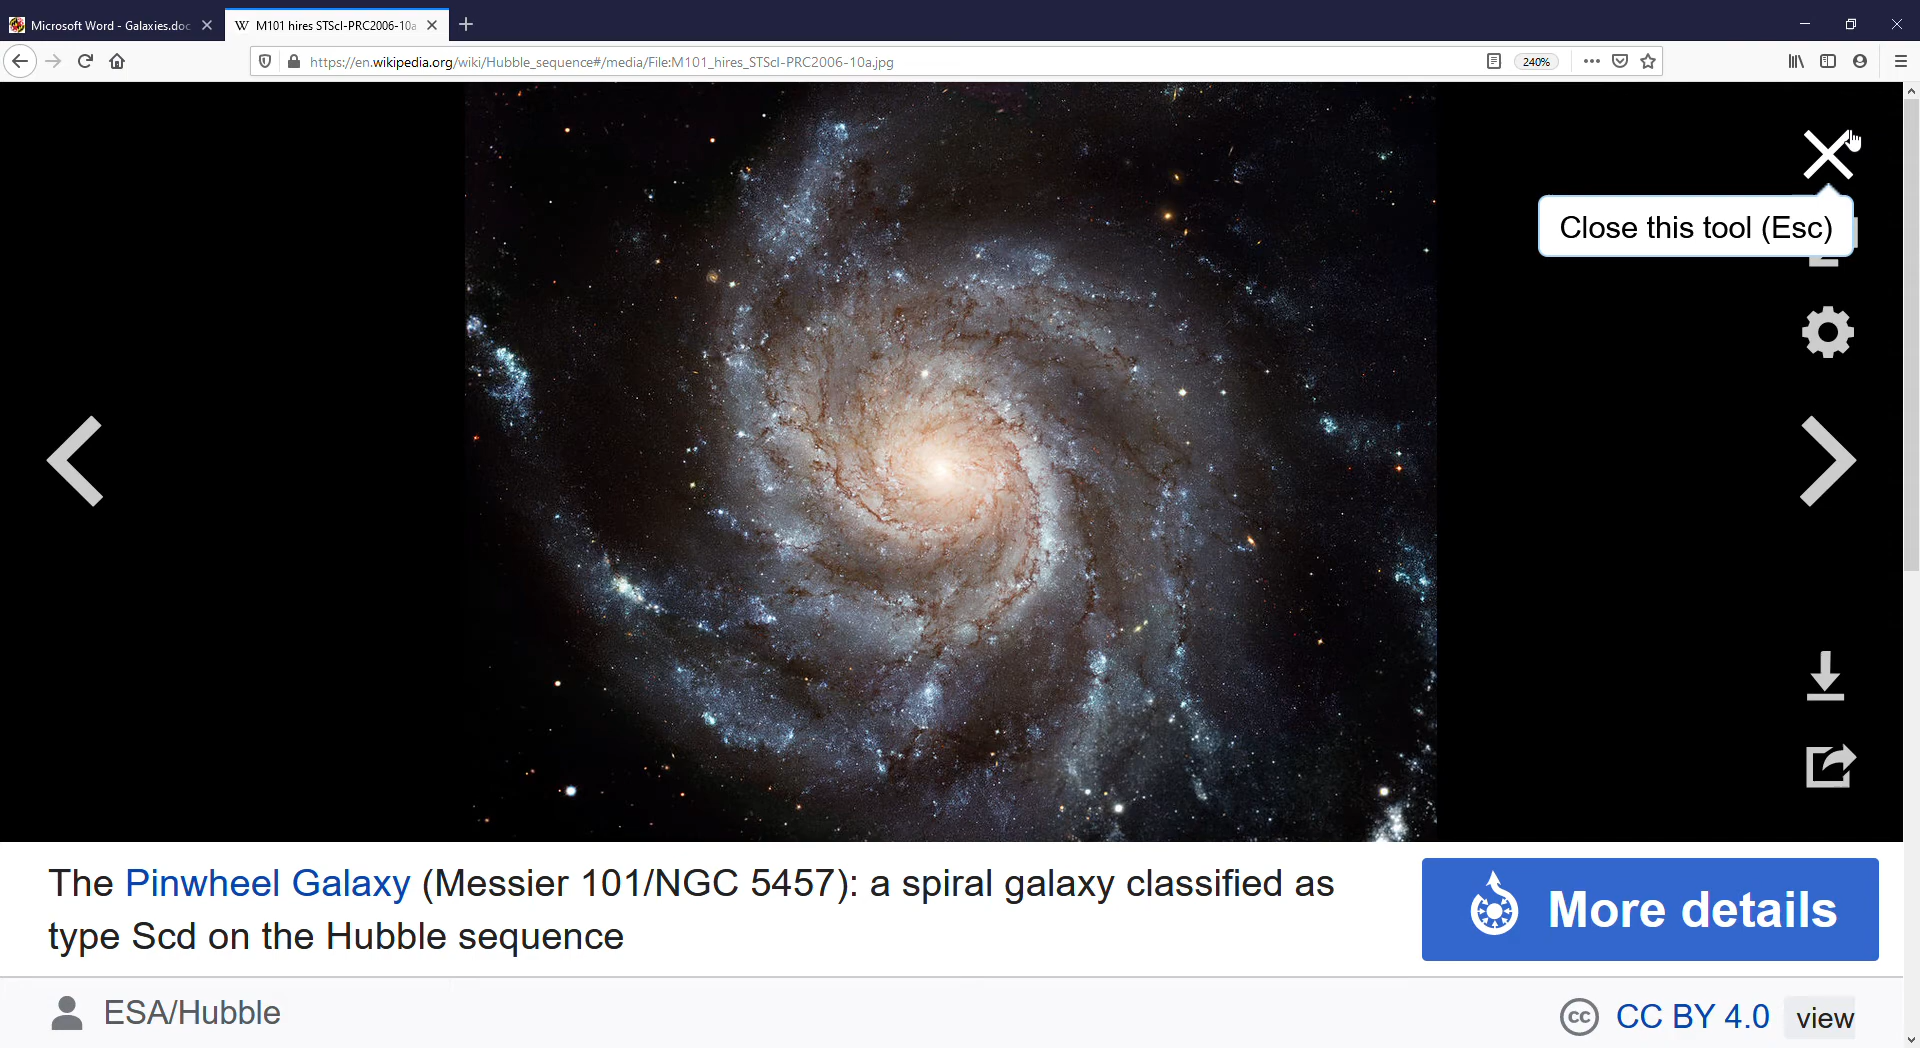 Microsoft Word - Galaxies.doc
M101 hires STScI-PRC2006-10a
https://en.wikipedia.org/wiki/Hubble_sequence#/media/File:M101_hires_STScI-PRC2006-10a.jpg
240%
Close this tool (Esc)
The Pinwheel Galaxy (Messier 101/NGC 5457): a spiral galaxy classified as
type Scd on the Hubble sequence
More details
ESA/Hubble
cc CC BY 4.0 view